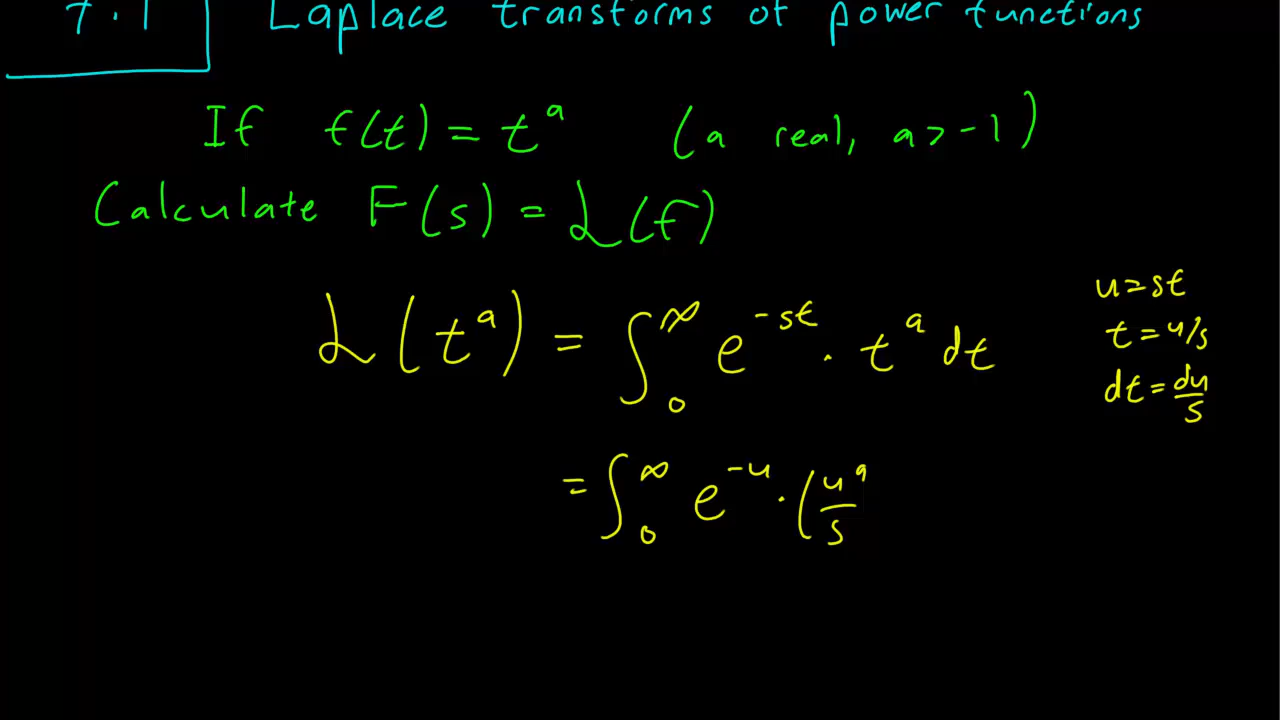 7.1 Laplace transforms of power functions
If f(t) = t^a (a real, a > -1)
Calculate F(s) = ℒ(f)
ℒ(t^a) = ∫_0^∞ e^{-st} · t^a dt
u = st
t = u/s
dt = du/s
= ∫_0^∞ e^{-u} · (u^a/s